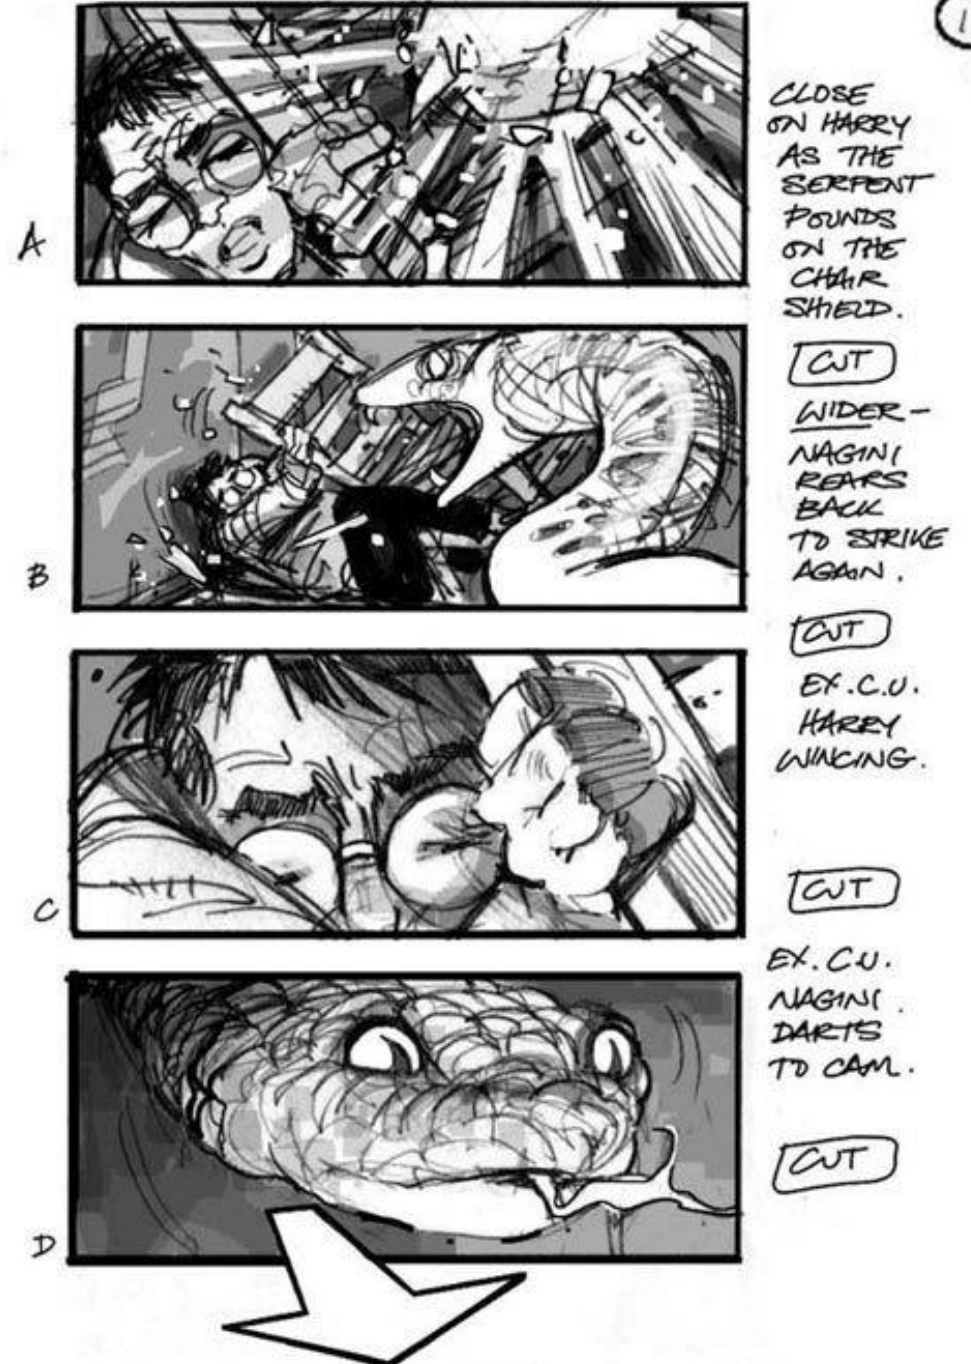 1
A
CLOSE
ON HARRY
AS THE
SERPENT
POUNDS
ON THE
CHAIR
SHIELD.
CUT
B
WIDER-
NAGINI
REARS
BACK
TO STRIKE
AGAIN.
CUT
C
EX.C.U.
HARRY
WINCING.
CUT
D
EX.C.U.
NAGINI
DARTS
TO CAM.
CUT